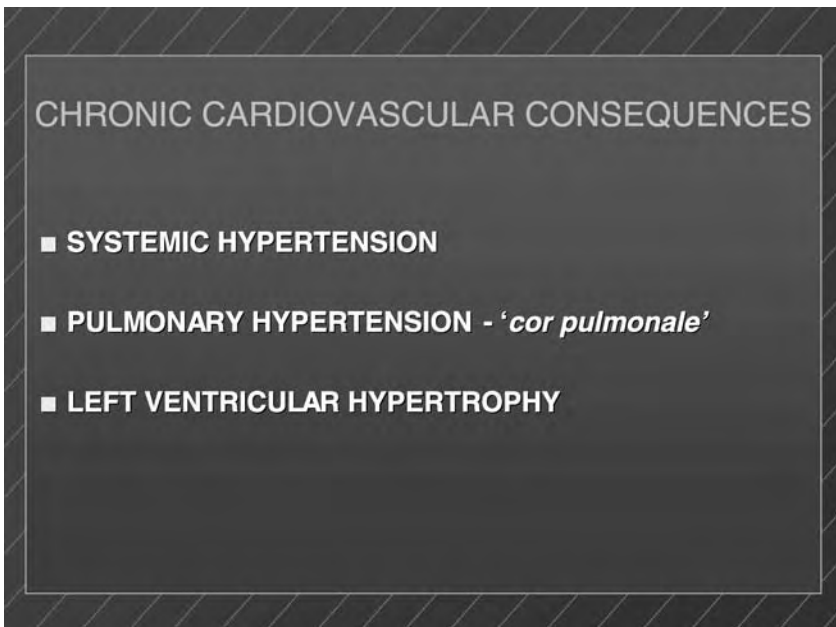 CHRONIC CARDIOVASCULAR CONSEQUENCES
■ SYSTEMIC HYPERTENSION
■ PULMONARY HYPERTENSION - ‘cor pulmonale’
■ LEFT VENTRICULAR HYPERTROPHY